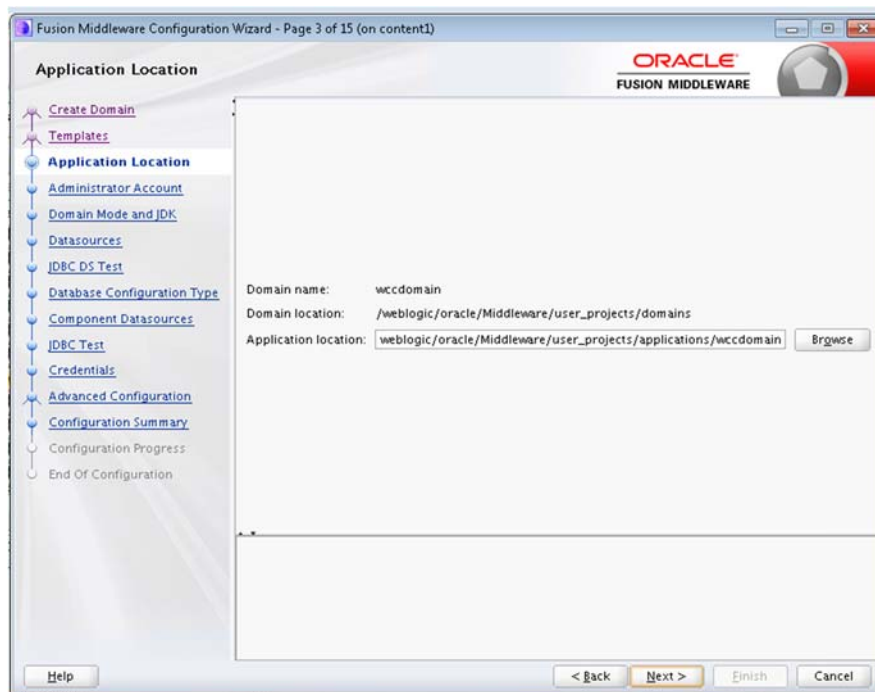 Fusion Middleware Configuration Wizard - Page 3 of 15 (on content1)
Application Location
ORACLE
FUSION MIDDLEWARE
Create Domain
Templates
Application Location
Administrator Account
Domain Mode and JDK
Datasources
JDBC DS Test
Database Configuration Type
Component Datasources
JDBC Test
Credentials
Advanced Configuration
Configuration Summary
Configuration Progress
End Of Configuration
Domain name: wccdomain
Domain location: /weblogic/oracle/Middleware/user_projects/domains
Application location: weblogic/oracle/Middleware/user_projects/applications/wccdomain Browse
Help < Back Next > Finish Cancel